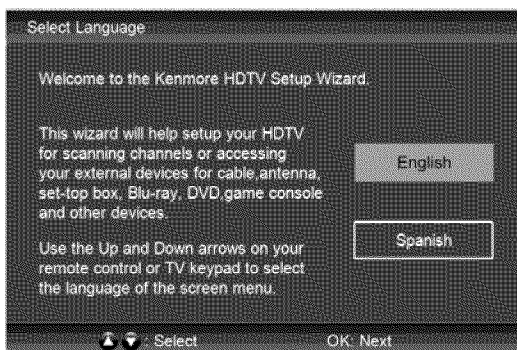 Select Language
Welcome to the Kenmore HDTV Setup Wizard.
This wizard will help setup your HDTV
for scanning channels or accessing
your external devices for cable,antenna,
set-top box, Blu-ray, DVD,game console
and other devices.
Use the Up and Down arrows on your
remote control or TV keypad to select
the language of the screen menu.
English
Spanish
: Select
OK: Next